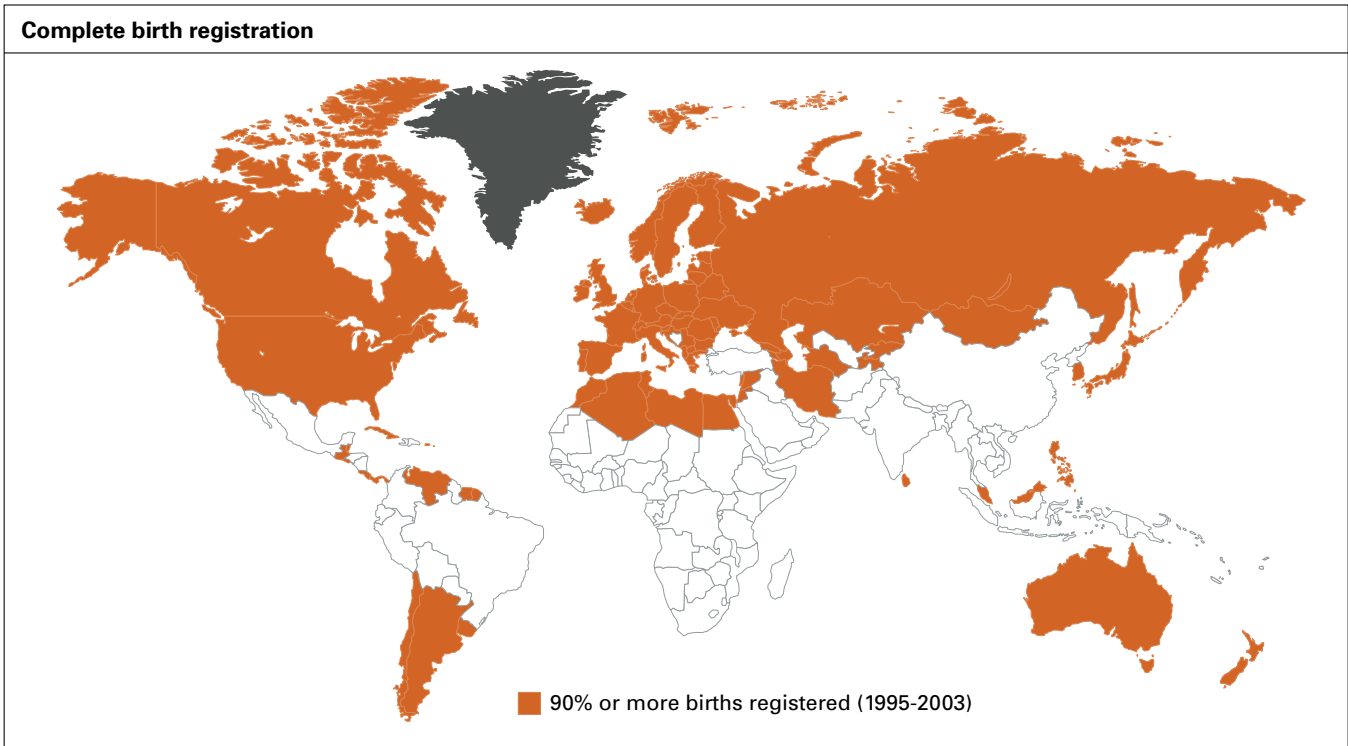 Complete birth registration
90% or more births registered (1995-2003)